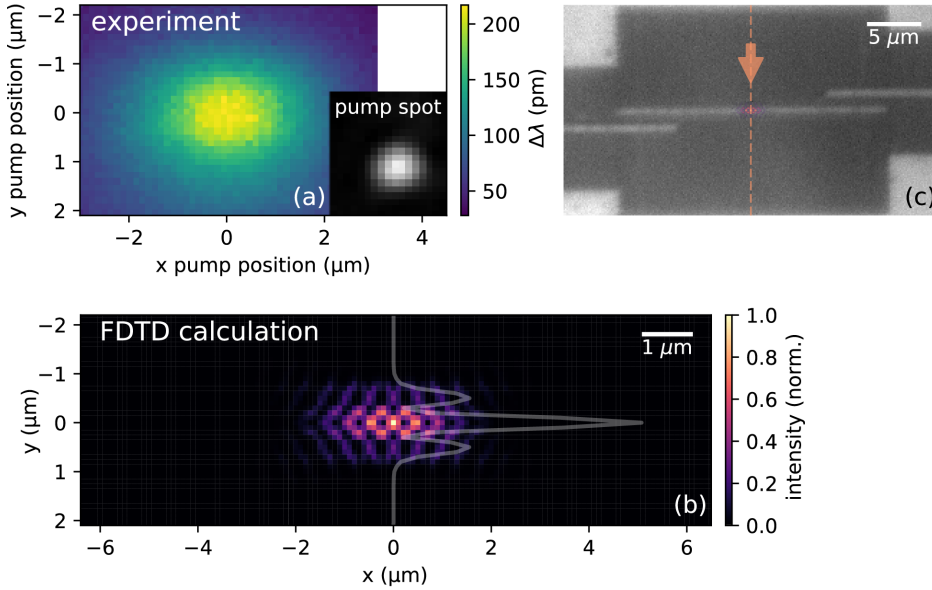 experiment
pump spot
(a)
−2
−1
0
1
2
y pump position (μm)
−2
0
2
4
x pump position (μm)
200
150
100
50
Δλ (pm)
5 μm
(c)
FDTD calculation
1 μm
(b)
−2
−1
0
1
2
y (μm)
−6
−4
−2
0
2
4
6
x (μm)
1.0
0.8
0.6
0.4
0.2
0.0
intensity (norm.)